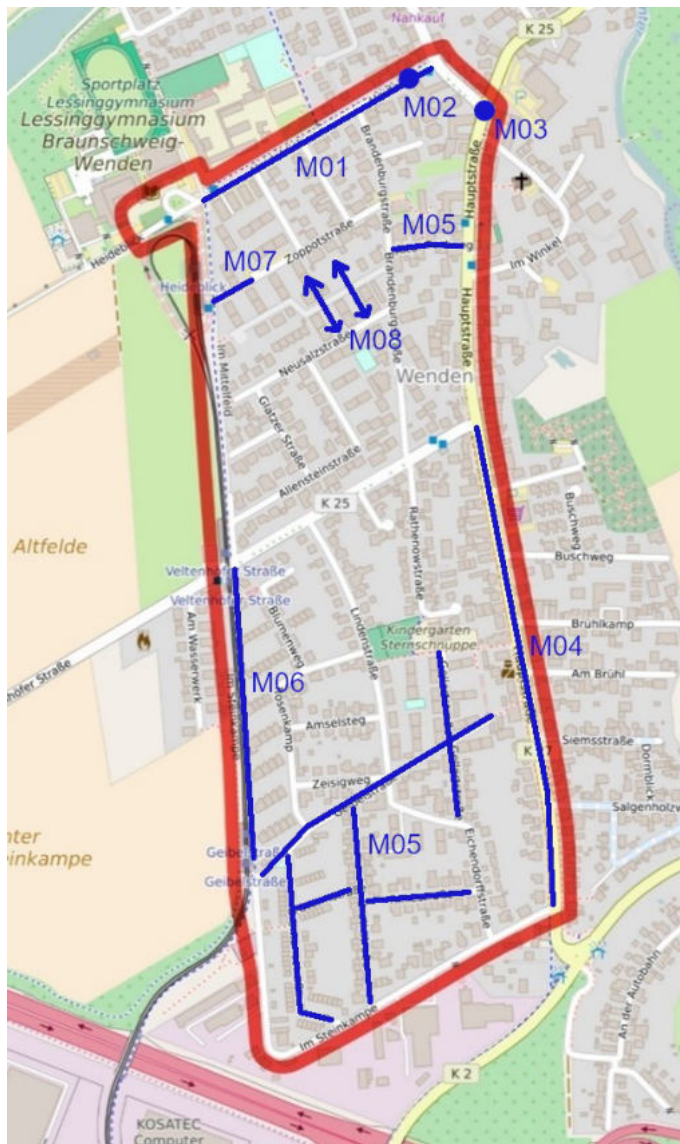 Nahkauf
K 25
Sportplatz
Lessinggymnasium
Lessinggymnasium
Braunschweig-
Wenden
M02
M03
M01
Brandenburgstraße
Hauptstraße
Zoppotstraße
M05
Heideblick
M07
Im Winkel
Heideblick
Brandenburgstraße
Hauptstraße
M08
Neusalzstraße
Im Mittelfeld
Wenden
Glatzer Straße
Allensteinstraße
K 25
Rathenowstraße
Buschweg
Altfelde
Buschweg
Veltenhöfer Straße
Veltenhöfer Straße
Am Wasserwerk
Blumenweg
Lindenstraße
Kindergarten
Sternschnuppe
Brühlkamp
M04
Am Brühl
M06
Amselsteg
Siemsstraße
Dormblick
Zeisigweg
Salgenholzw
M05
Geibelstraße
Geibelstraße
Eichendorffstraße
An der Autobahn
Im Steinkampe
K 2
KOSATEC
Computer